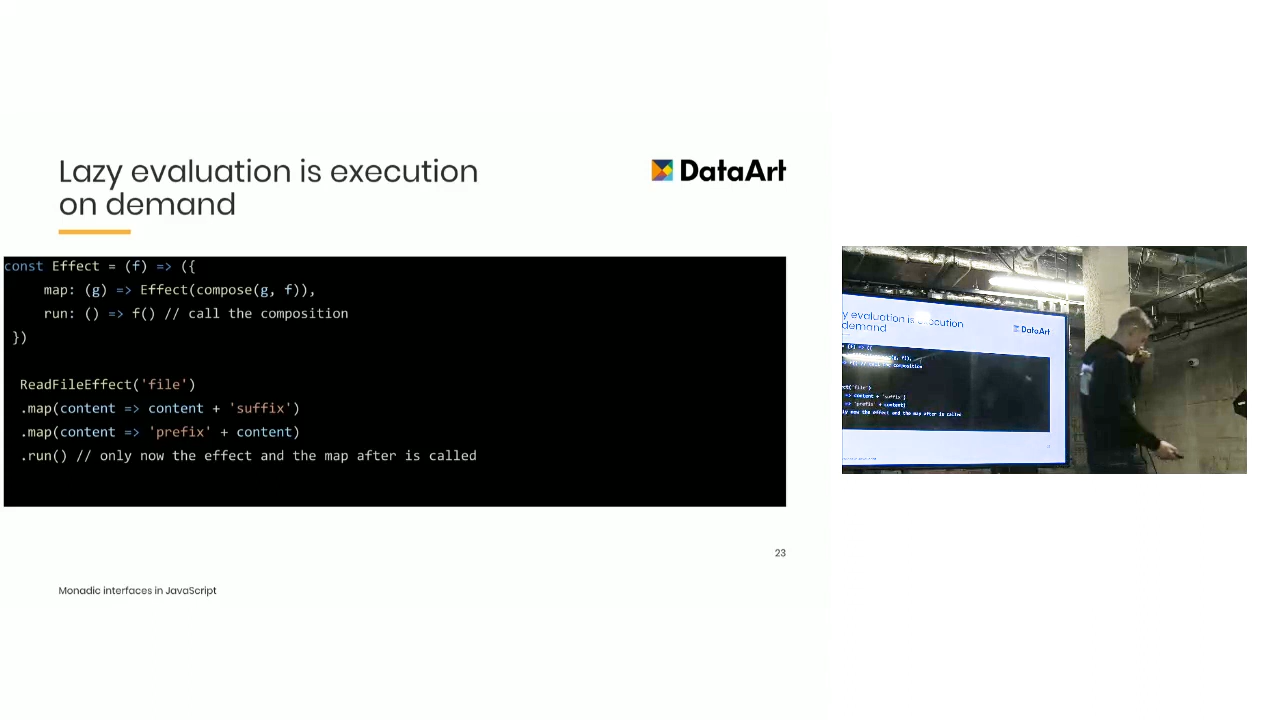 Lazy evaluation is execution
on demand
DataArt
const Effect = (f) => ({
map: (g) => Effect(compose(g, f)),
run: () => f() // call the composition
})
ReadFileEffect('file')
.map(content => content + 'suffix')
.map(content => 'prefix' + content)
.run() // only now the effect and the map after is called
23
Monadic interfaces in JavaScript
DataArt